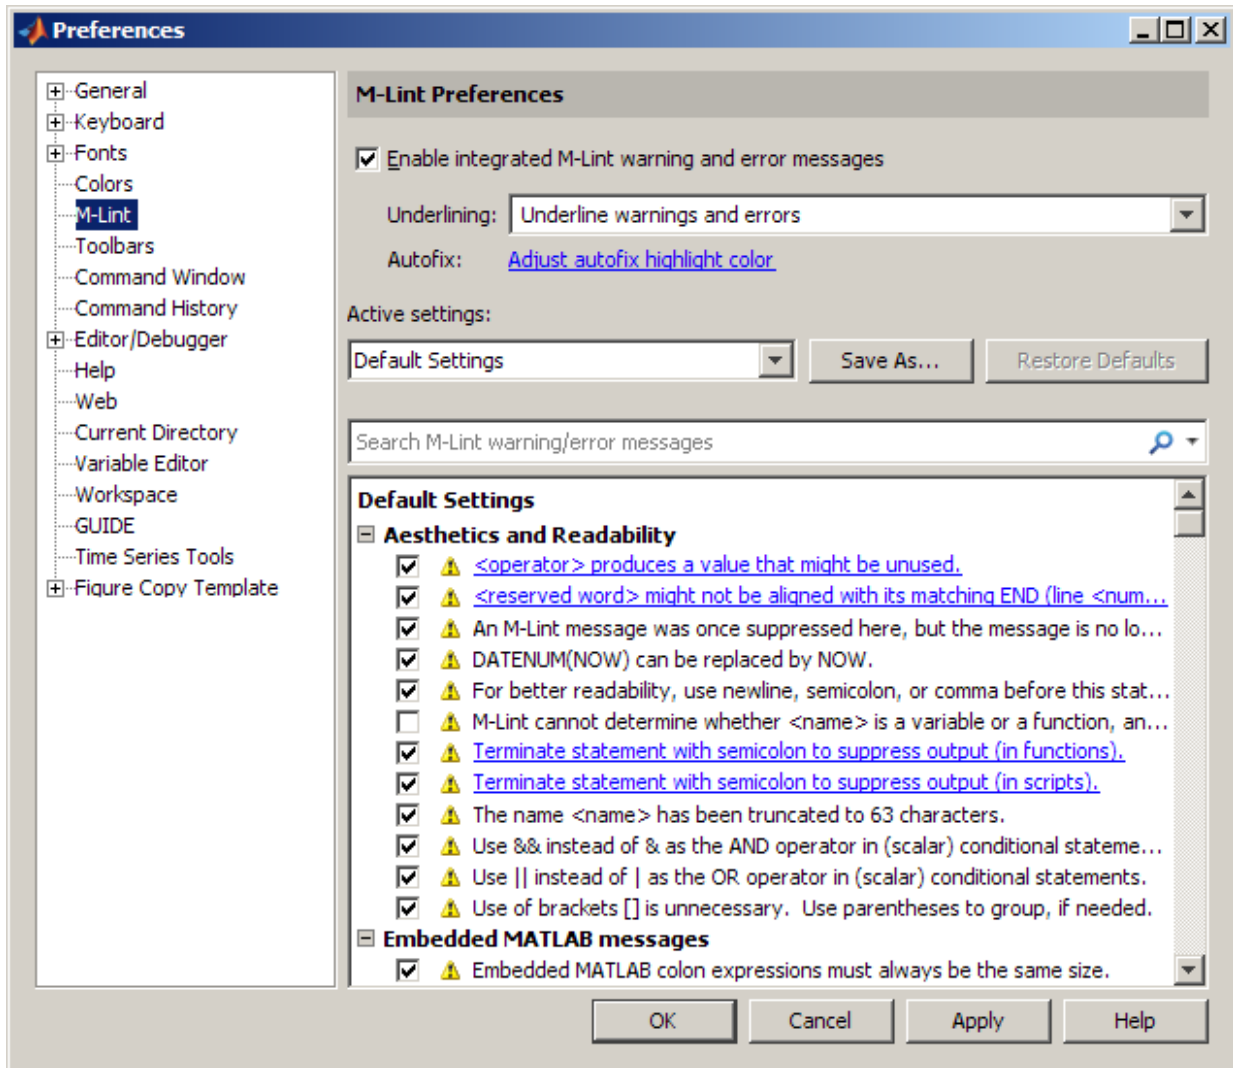 Preferences
General
Keyboard
Fonts
Colors
M-Lint
Toolbars
Command Window
Command History
Editor/Debugger
Help
Web
Current Directory
Variable Editor
Workspace
GUIDE
Time Series Tools
Figure Copy Template
M-Lint Preferences
Enable integrated M-Lint warning and error messages
Underlining: Underline warnings and errors
Autofix: Adjust autofix highlight color
Active settings:
Default Settings Save As... Restore Defaults
Search M-Lint warning/error messages
Default Settings
Aesthetics and Readability
<operator> produces a value that might be unused.
<reserved word> might not be aligned with its matching END (line <num...
An M-Lint message was once suppressed here, but the message is no lo...
DATENUM(NOW) can be replaced by NOW.
For better readability, use newline, semicolon, or comma before this stat...
M-Lint cannot determine whether <name> is a variable or a function, an...
Terminate statement with semicolon to suppress output (in functions).
Terminate statement with semicolon to suppress output (in scripts).
The name <name> has been truncated to 63 characters.
Use && instead of & as the AND operator in (scalar) conditional stateme...
Use || instead of | as the OR operator in (scalar) conditional statements.
Use of brackets [] is unnecessary.  Use parentheses to group, if needed.
Embedded MATLAB messages
Embedded MATLAB colon expressions must always be the same size.
OK Cancel Apply Help